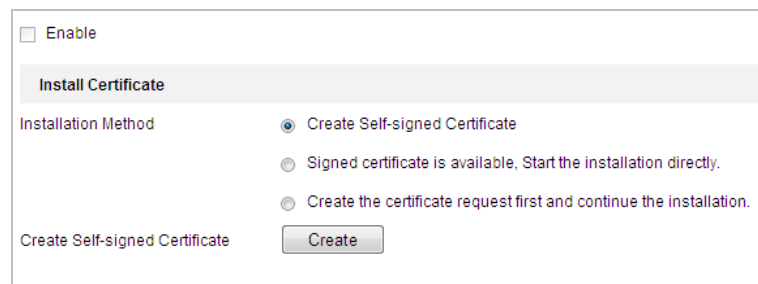 Enable
Install Certificate
Installation Method
Create Self-signed Certificate
Signed certificate is available, Start the installation directly.
Create the certificate request first and continue the installation.
Create Self-signed Certificate
Create